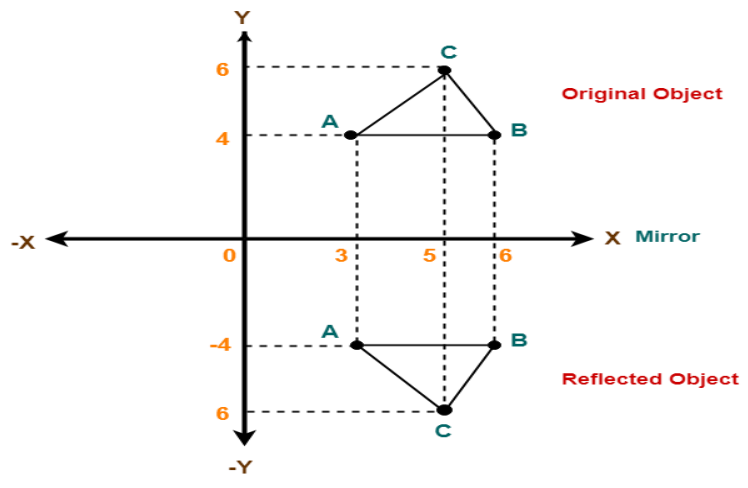 Y
C
6
Original Object
A
B
4
-X
X Mirror
0
3
5
6
A
B
-4
Reflected Object
6
C
-Y